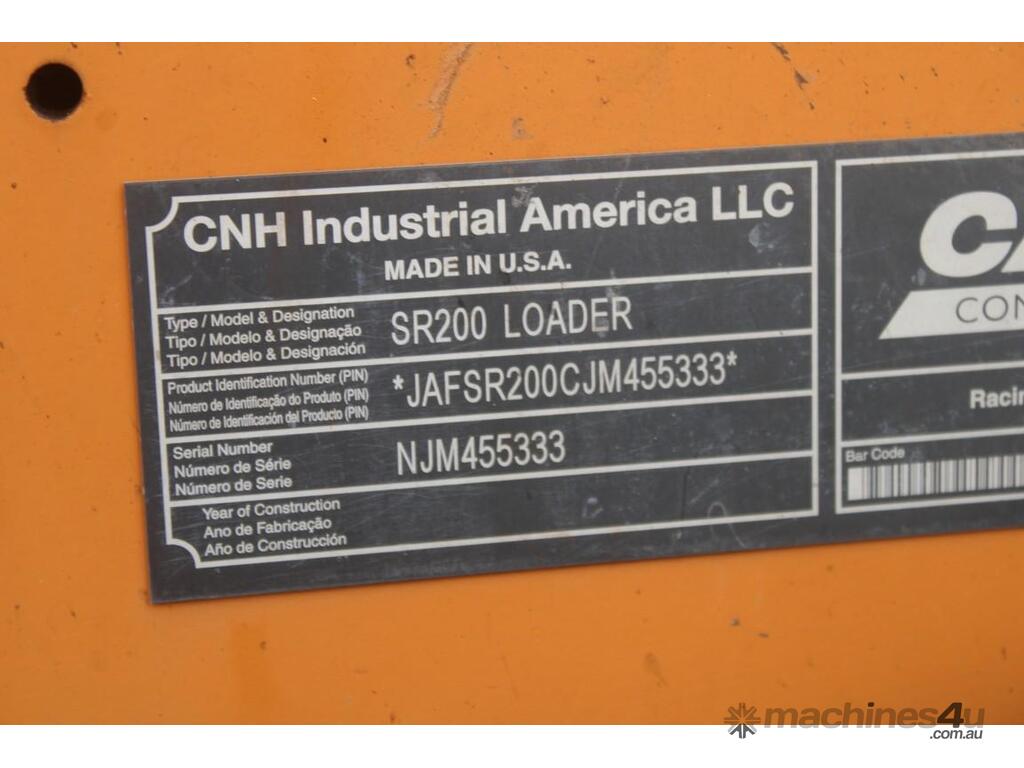 CNH Industrial America LLC
MADE IN U.S.A.
Type / Model & Designation
Tipo / Modelo & Designação
Tipo / Modelo & Designación
SR200 LOADER
Product Identification Number (PIN)
Número de Identificação do Produto (PIN)
Número de Identificación del Producto (PIN)
*JAFSR200CJM455333*
Serial Number
Número de Série
Número de Serie
NJM455333
Year of Construction
Ano de Fabricação
Año de Construcción
CA
CON
Racin
Bar Code
machines4u
.com.au